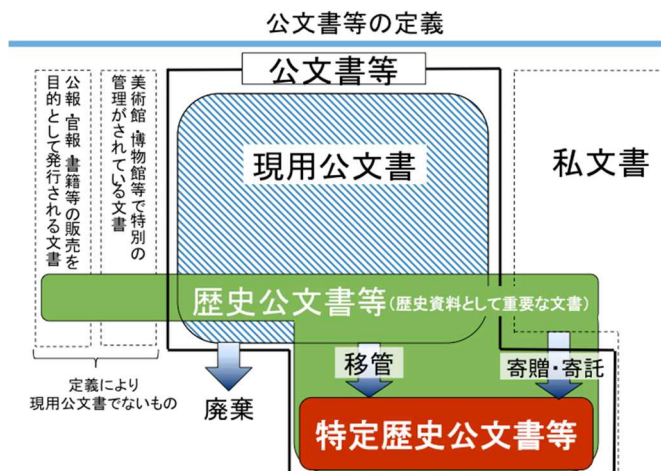 公文書等の定義
公文書等
公報・官報・書籍等の販売を
目的として発行される文書
美術館・博物館等で特別の
管理がされている文書
現用公文書
私文書
歴史公文書等(歴史資料として重要な文書)
定義により
現用公文書でないもの
廃棄
移管
寄贈・寄託
特定歴史公文書等